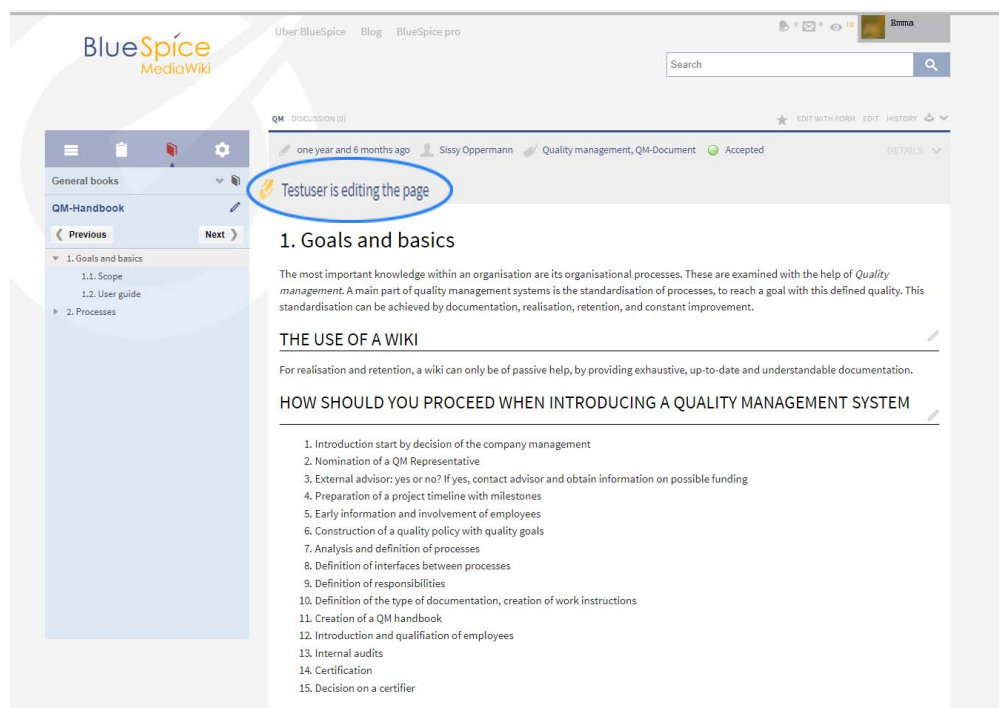 BlueSpice
MediaWiki
Über BlueSpice Blog BlueSpice pro
0 0 10 Emma
Search
QM DISCUSSION (0) EDIT WITH FORM EDIT HISTORY
one year and 6 months ago Sissy Oppermann Quality management, QM-Document Accepted DETAILS
Testuser is editing the page
General books
QM-Handbook
Previous Next
1. Goals and basics
1.1. Scope
1.2. User guide
2. Processes
1. Goals and basics
The most important knowledge within an organisation are its organisational processes. These are examined with the help of Quality
management. A main part of quality management systems is the standardisation of processes, to reach a goal with this defined quality. This
standardisation can be achieved by documentation, realisation, retention, and constant improvement.
THE USE OF A WIKI
For realisation and retention, a wiki can only be of passive help, by providing exhaustive, up-to-date and understandable documentation.
HOW SHOULD YOU PROCEED WHEN INTRODUCING A QUALITY MANAGEMENT SYSTEM
1. Introduction start by decision of the company management
2. Nomination of a QM Representative
3. External advisor: yes or no? If yes, contact advisor and obtain information on possible funding
4. Preparation of a project timeline with milestones
5. Early information and involvement of employees
6. Construction of a quality policy with quality goals
7. Analysis and definition of processes
8. Definition of interfaces between processes
9. Definition of responsibilities
10. Definition of the type of documentation, creation of work instructions
11. Creation of a QM handbook
12. Introduction and qualifiation of employees
13. Internal audits
14. Certification
15. Decision on a certifier